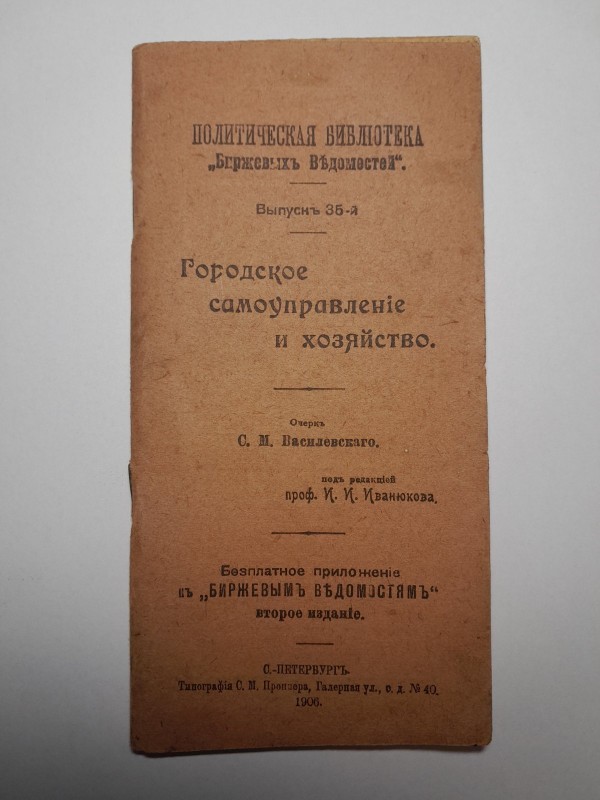 ПОЛИТИЧЕСКАЯ БИБЛІОТЕКА
„Биржевыхъ Вѣдомостей“.
Выпускъ 35-й
Городское
самоуправленіе
и хозяйство.
Очеркъ
С. М. Василевскаго.
подъ редакціей
проф. И. И. Иванюкова.
Безплатное приложеніе
къ „БИРЖЕВЫМЪ ВѢДОМОСТЯМЪ“
второе изданіе.
С.-ПЕТЕРБУРГЪ.
Типографія С. М. Проппера, Галерная ул., с. д. № 40.
1906.